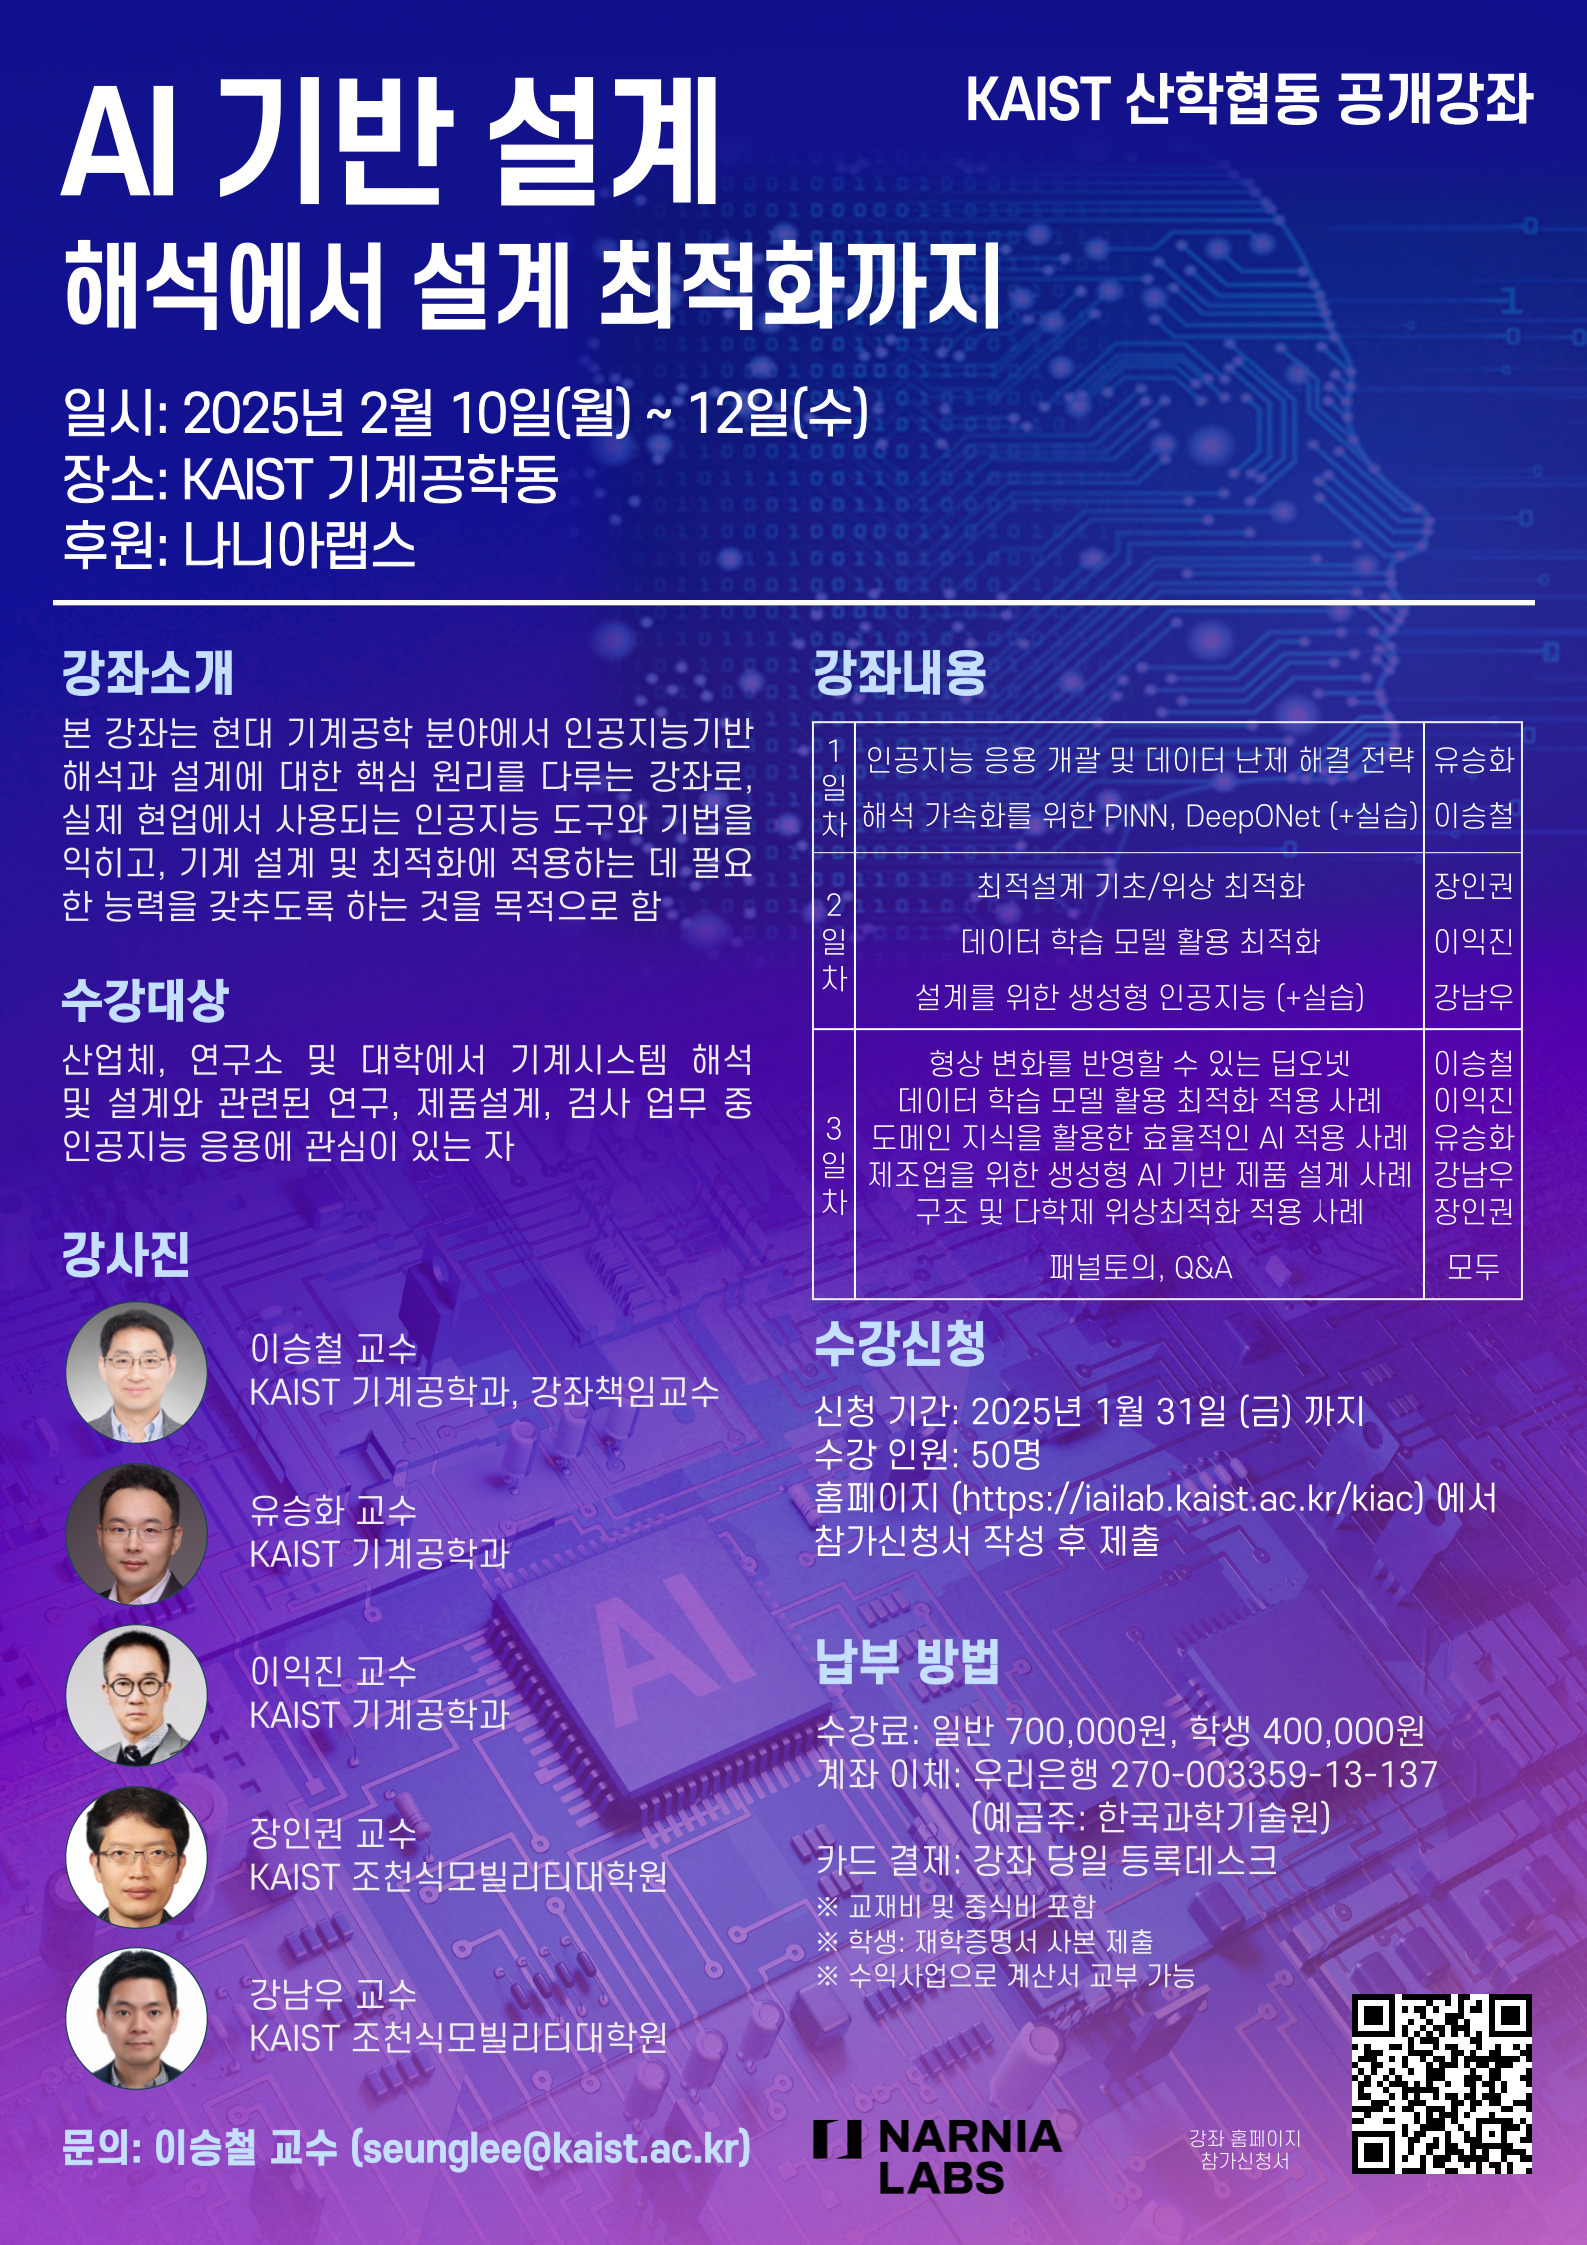 KAIST 산학협동 공개강좌
AI 기반 설계
해석에서 설계 최적화까지
일시: 2025년 2월 10일(월) ~ 12일(수)
장소: KAIST 기계공학동
후원: 나니아랩스
강좌소개
본 강좌는 현대 기계공학 분야에서 인공지능기반
해석과 설계에 대한 핵심 원리를 다루는 강좌로,
실제 현업에서 사용되는 인공지능 도구와 기법을
익히고, 기계 설계 및 최적화에 적용하는 데 필요
한 능력을 갖추도록 하는 것을 목적으로 함
수강대상
산업체, 연구소 및 대학에서 기계시스템 해석
및 설계와 관련된 연구, 제품설계, 검사 업무 중
인공지능 응용에 관심이 있는 자
강사진
이승철 교수
KAIST 기계공학과, 강좌책임교수
유승화 교수
KAIST 기계공학과
이익진 교수
KAIST 기계공학과
장인권 교수
KAIST 조천식모빌리티대학원
강남우 교수
KAIST 조천식모빌리티대학원
문의: 이승철 교수 (seunglee@kaist.ac.kr)
강좌내용
1일차
인공지능 응용 개괄 및 데이터 난제 해결 전략 유승화
해석 가속화를 위한 PINN, DeepONet (+실습) 이승철
2일차
최적설계 기초/위상 최적화 장인권
데이터 학습 모델 활용 최적화 이익진
설계를 위한 생성형 인공지능 (+실습) 강남우
3일차
형상 변화를 반영할 수 있는 딥오넷 이승철
데이터 학습 모델 활용 최적화 적용 사례 이익진
도메인 지식을 활용한 효율적인 AI 적용 사례 유승화
제조업을 위한 생성형 AI 기반 제품 설계 사례 강남우
구조 및 다학제 위상최적화 적용 사례 장인권
패널토의, Q&A 모두
수강신청
신청 기간: 2025년 1월 31일 (금) 까지
수강 인원: 50명
홈페이지 (https://iailab.kaist.ac.kr/kiac) 에서
참가신청서 작성 후 제출
납부 방법
수강료: 일반 700,000원, 학생 400,000원
계좌 이체: 우리은행 270-003359-13-137
(예금주: 한국과학기술원)
카드 결제: 강좌 당일 등록데스크
※ 교재비 및 중식비 포함
※ 학생: 재학증명서 사본 제출
※ 수익사업으로 계산서 교부 가능
AI
NARNIA
LABS
강좌 홈페이지
참가신청서